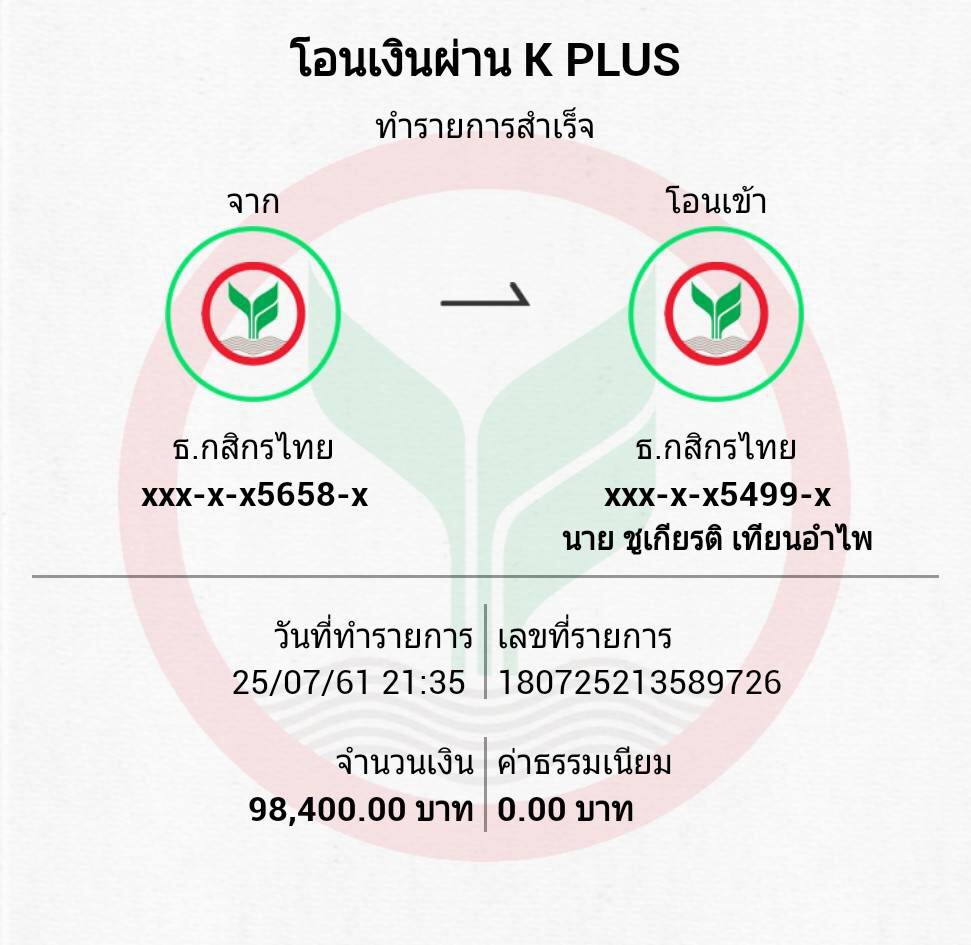 โอนเงินผ่าน K PLUS
ทำรายการสำเร็จ
จาก
โอนเข้า
ธ.กสิกรไทย
xxx-x-x5658-x
ธ.กสิกรไทย
xxx-x-x5499-x
นาย ชูเกียรติ เทียนอำไพ
วันที่ทำรายการ
25/07/61 21:35
เลขที่รายการ
180725213589726
จำนวนเงิน
98,400.00 บาท
ค่าธรรมเนียม
0.00 บาท